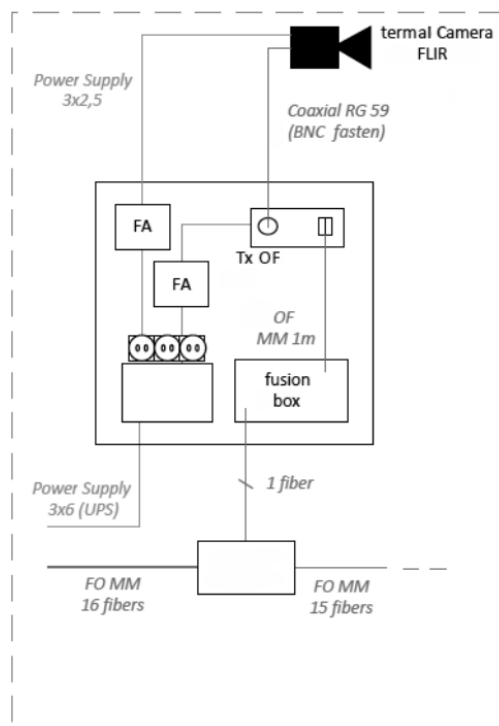 termal Camera
FLIR
Power Supply
3x2,5
Coaxial RG 59
(BNC fasten)
FA
Tx OF
FA
OF
MM 1m
fusion
box
Power Supply
3x6 (UPS)
1 fiber
FO MM
16 fibers
FO MM
15 fibers